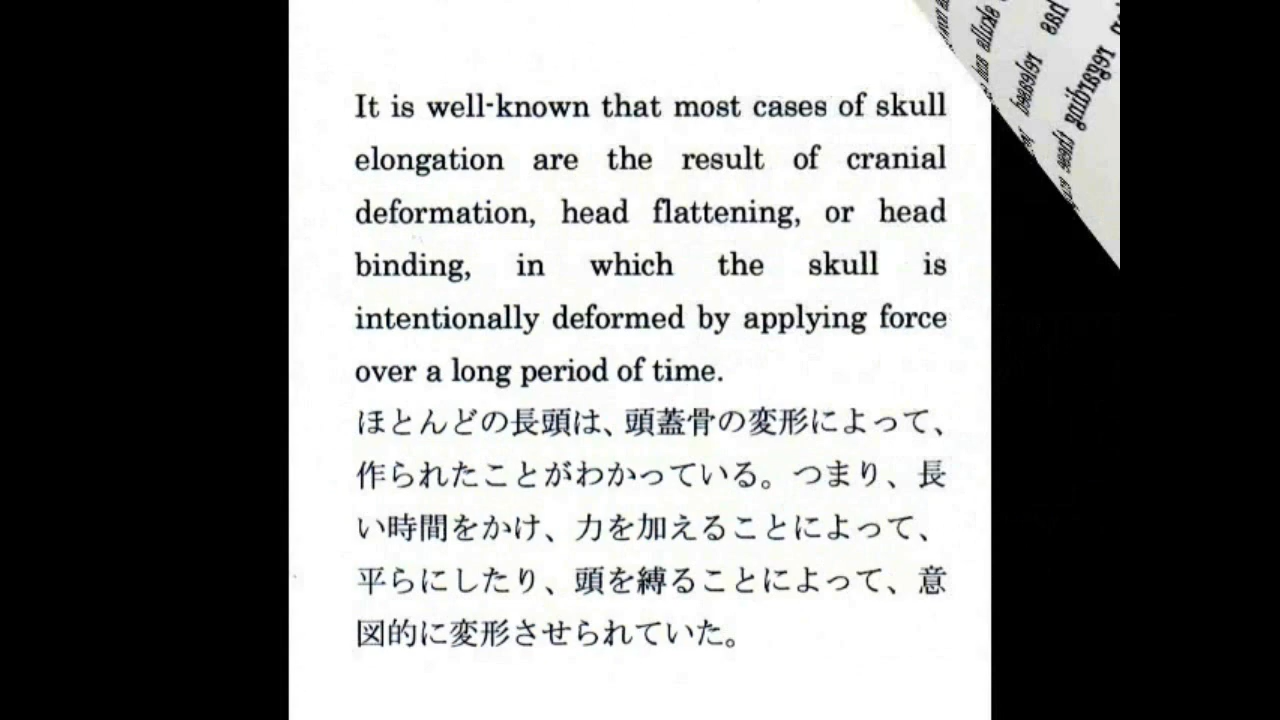 It is well-known that most cases of skull
elongation are the result of cranial
deformation, head flattening, or head
binding, in which the skull is
intentionally deformed by applying force
over a long period of time.
ほとんどの長頭は、頭蓋骨の変形によって、
作られたことがわかっている。つまり、長
い時間をかけ、力を加えることによって、
平らにしたり、頭を縛ることによって、意
図的に変形させられていた。
has
released
regarding
these